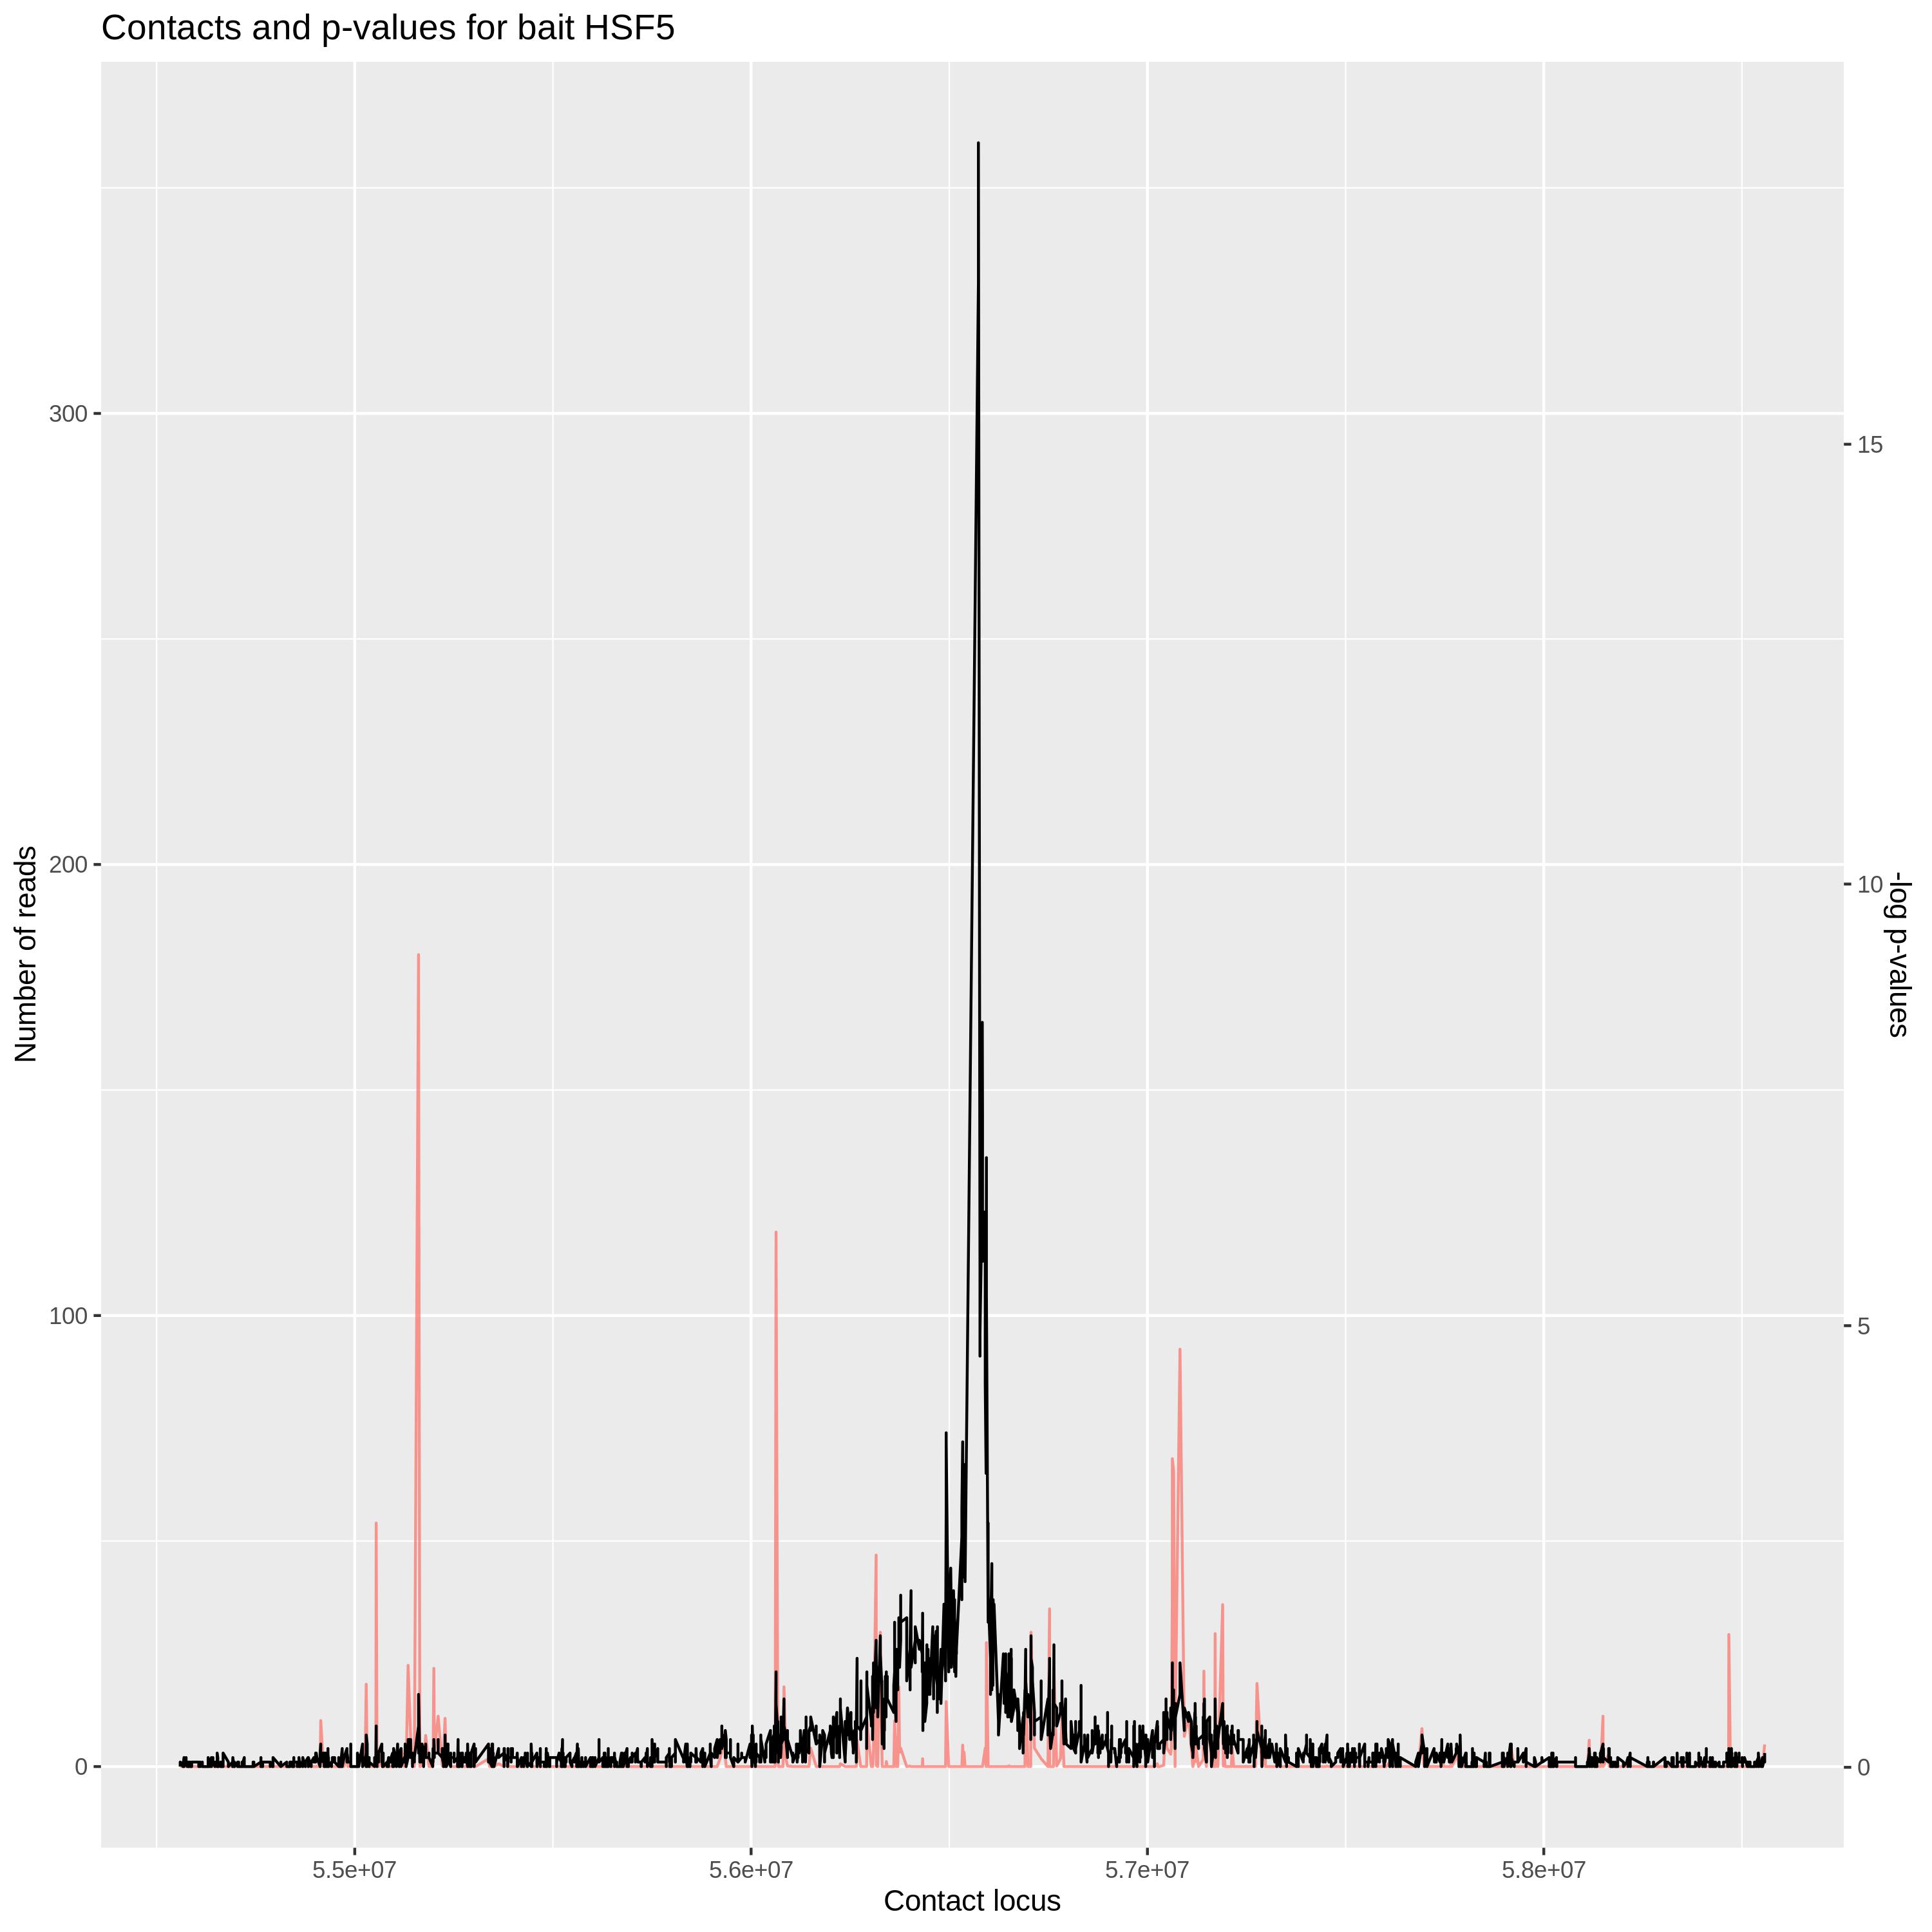 Contacts and p-values for bait HSF5
Number of reads
300
200
100
0
15
10
5
0
-log p-values
5.5e+07 5.6e+07 5.7e+07 5.8e+07
Contact locus